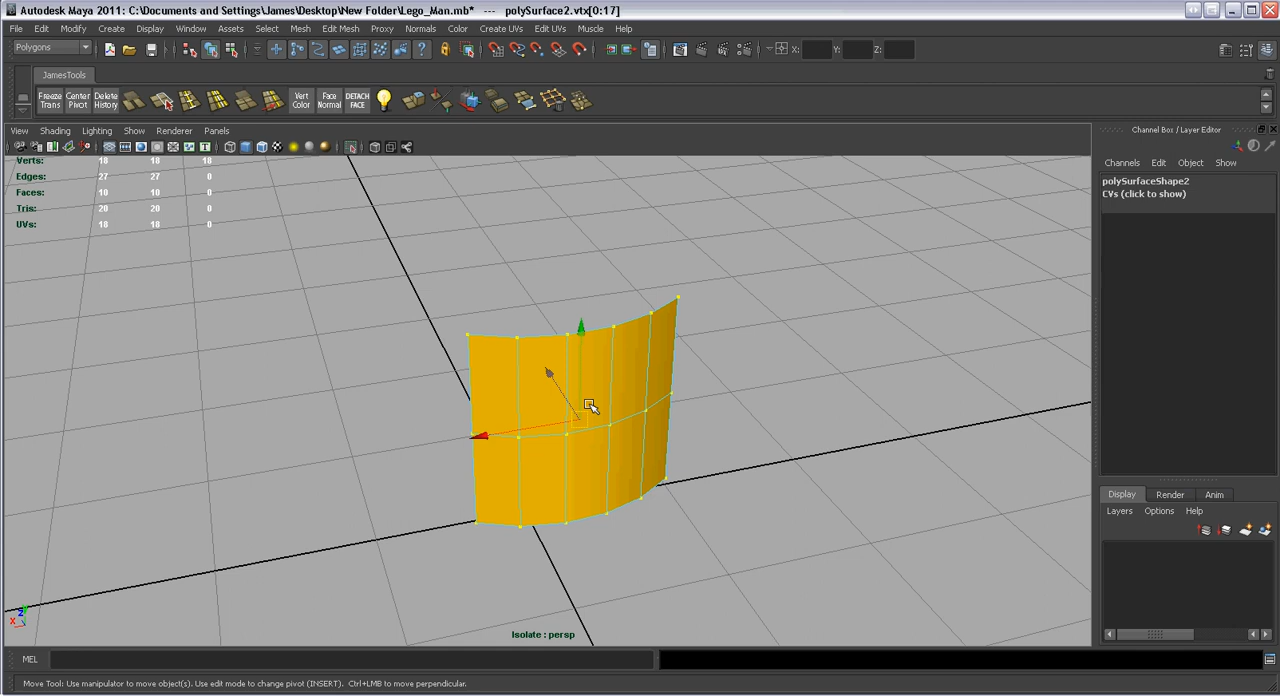 Autodesk Maya 2011: C:\Documents and Settings\James\Desktop\New Folder\Lego_Man.mb* --- polySurface2.vtx[0:17]
File Edit Modify Create Display Window Assets Select Mesh Edit Mesh Proxy Normals Color Create UVs Edit UVs Muscle Help
Polygons X: Y: Z:
JamesTools
Freeze Trans Center Pivot Delete History Vert Color Face Normal DETACH FACE
View Shading Lighting Show Renderer Panels
Verts: 18 18 18
Edges: 27 27 0
Faces: 10 10 0
Tris: 20 20 0
UVs: 18 18 0
Channel Box / Layer Editor
Channels Edit Object Show
polySurfaceShape2
CVs (click to show)
Display Render Anim
Layers Options Help
Z
X
Isolate : persp
MEL
Move Tool: Use manipulator to move object(s). Use edit mode to change pivot (INSERT). Ctrl+LMB to move perpendicular.